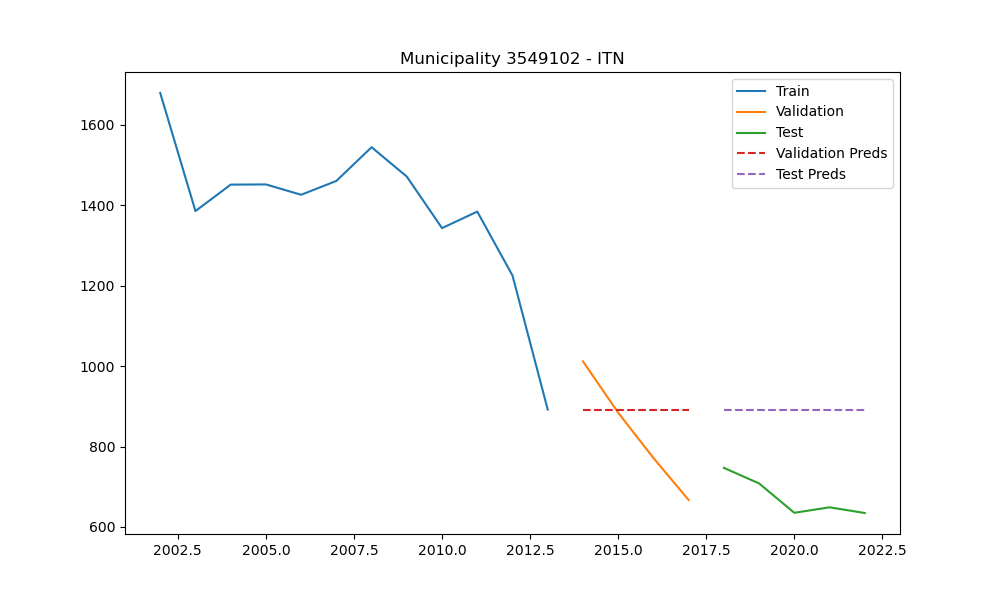 Municipality 3549102 - ITN
Train
Validation
Test
Validation Preds
Test Preds
1600
1400
1200
1000
800
600
2002.5 2005.0 2007.5 2010.0 2012.5 2015.0 2017.5 2020.0 2022.5